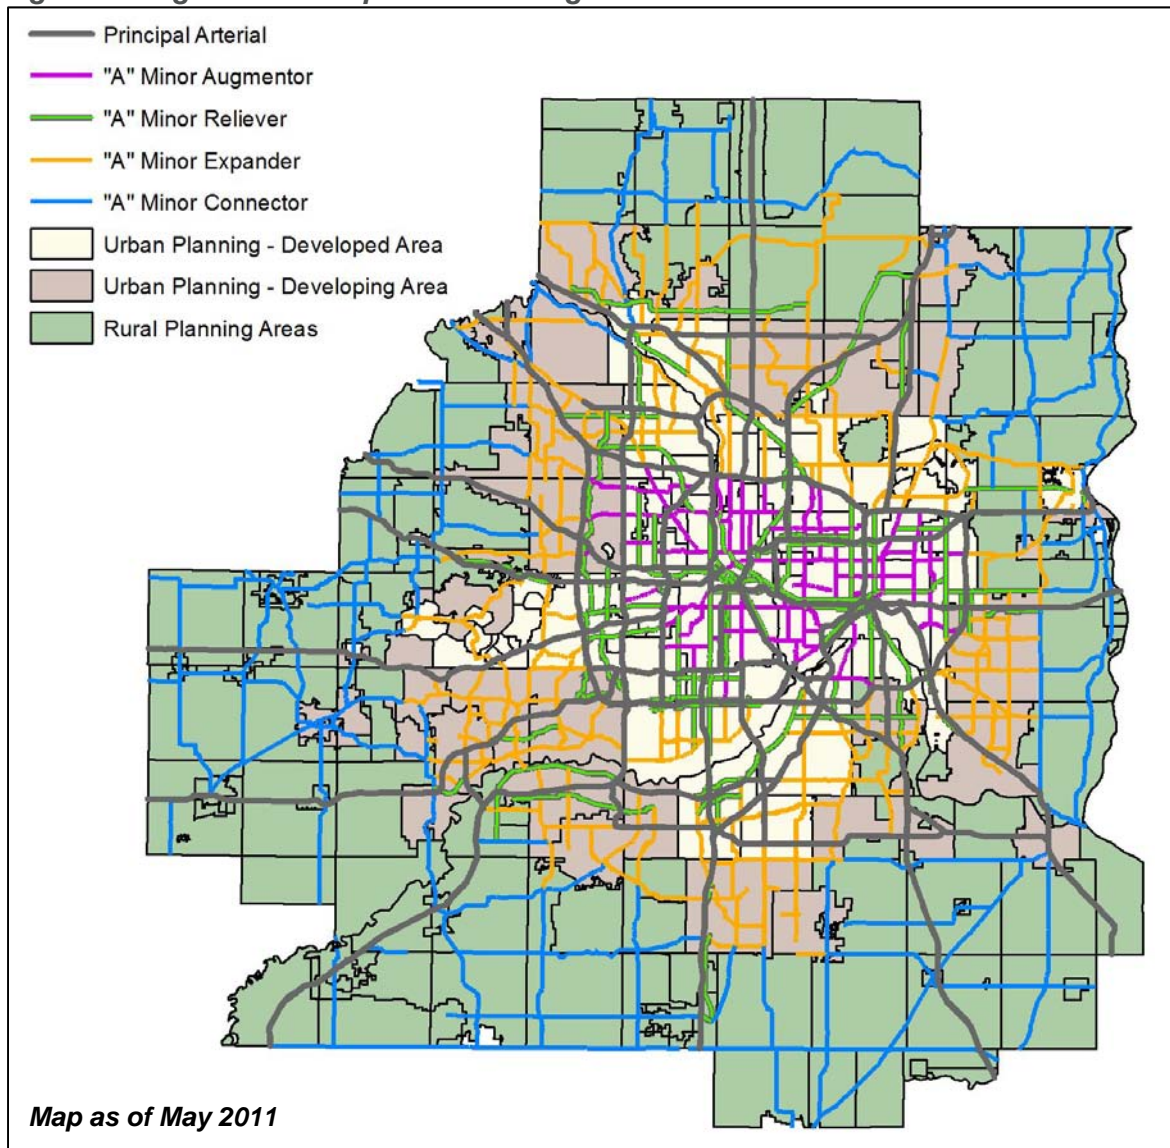 Principal Arterial
"A" Minor Augmentor
"A" Minor Reliever
"A" Minor Expander
"A" Minor Connector
Urban Planning - Developed Area
Urban Planning - Developing Area
Rural Planning Areas
Map as of May 2011